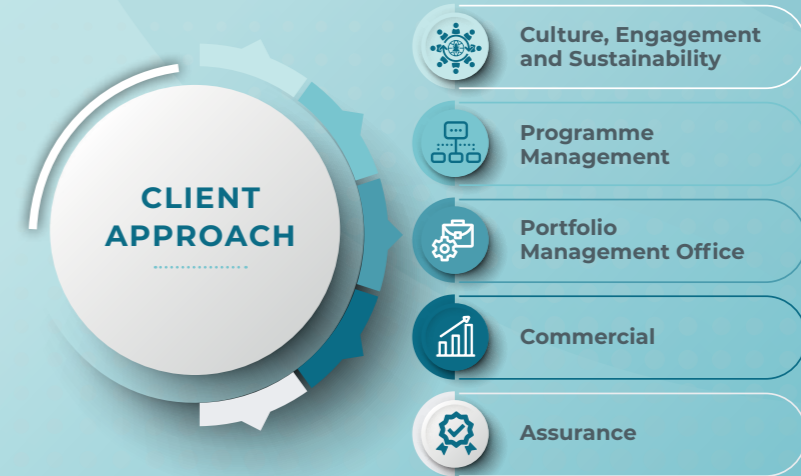 CLIENT
APPROACH
Culture, Engagement
and Sustainability
Programme
Management
Portfolio
Management Office
Commercial
Assurance